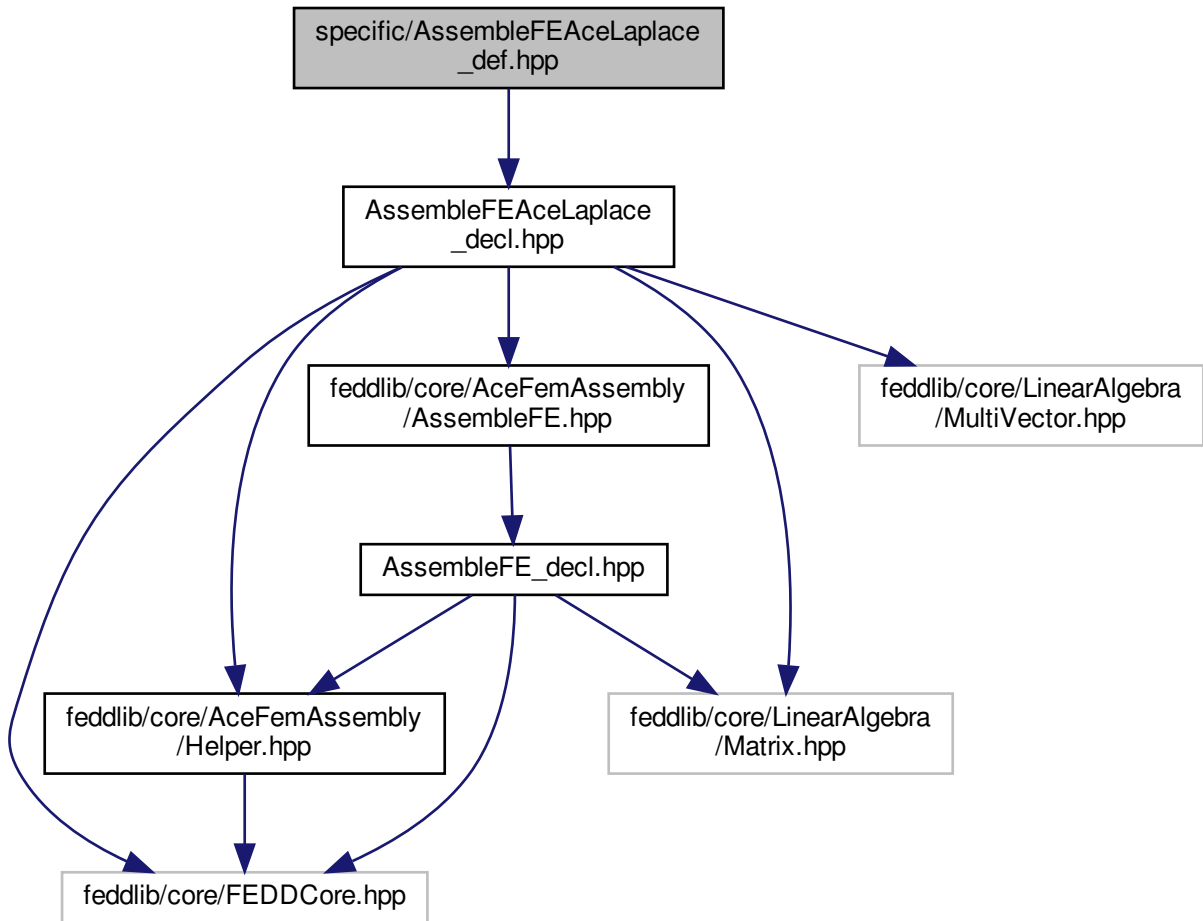 specific/AssembleFEAceLaplace
_def.hpp
AssembleFEAceLaplace
_decl.hpp
feddlib/core/AceFemAssembly
/AssembleFE.hpp
feddlib/core/LinearAlgebra
/MultiVector.hpp
AssembleFE_decl.hpp
feddlib/core/AceFemAssembly
/Helper.hpp
feddlib/core/LinearAlgebra
/Matrix.hpp
feddlib/core/FEDDCore.hpp